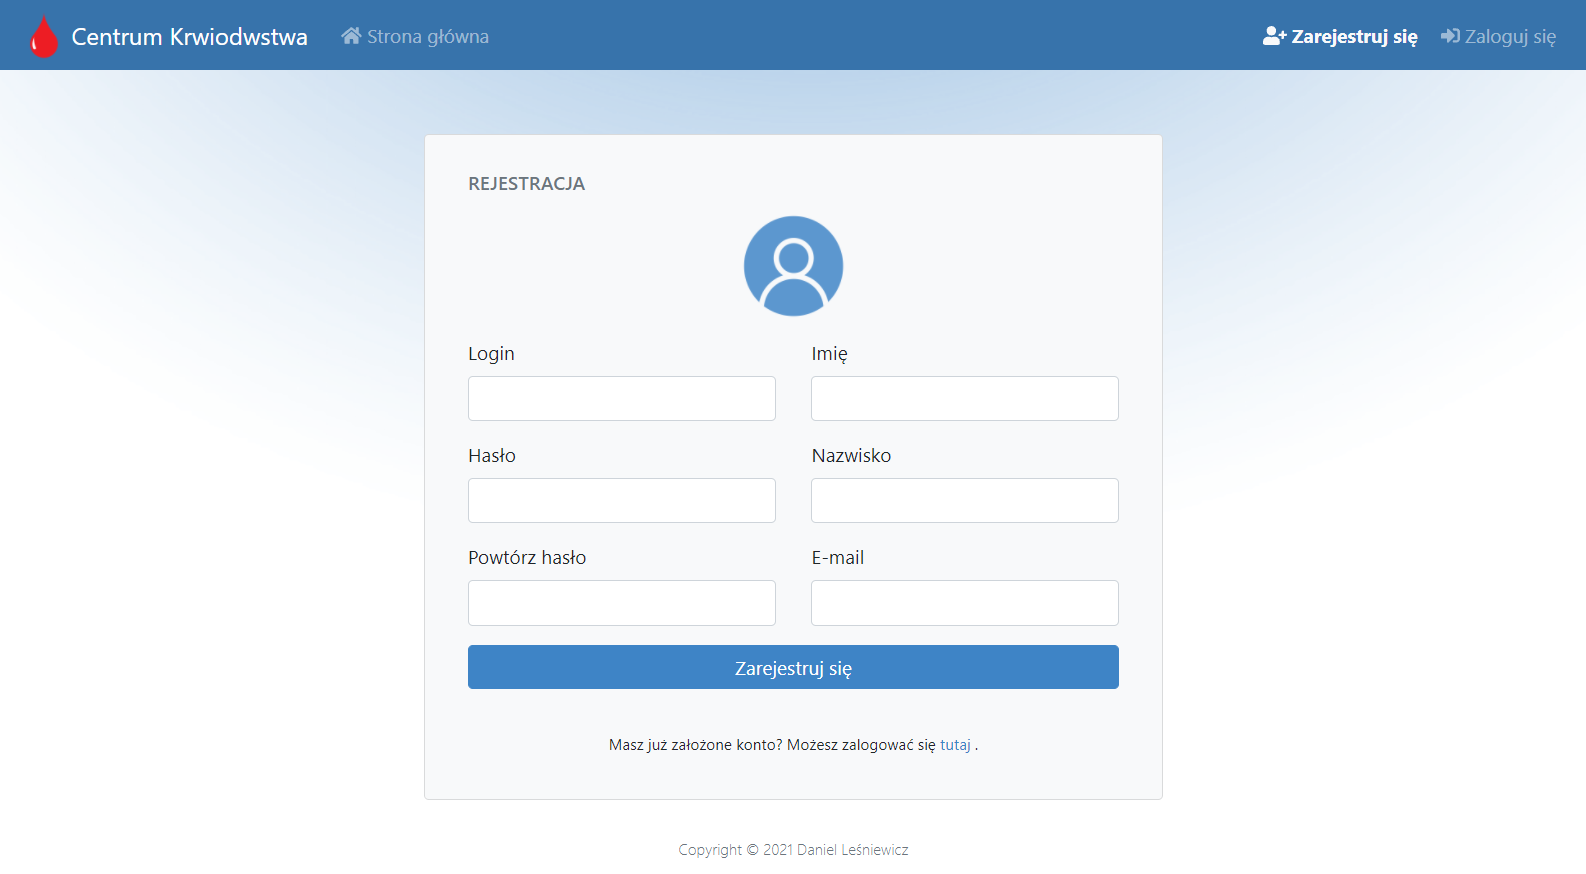 Centrum Krwiodwstwa Strona główna Zarejestruj się Zaloguj się
REJESTRACJA
Login Imię
Hasło Nazwisko
Powtórz hasło E-mail
Zarejestruj się
Masz już założone konto? Możesz zalogować się tutaj .
Copyright © 2021 Daniel Leśniewicz